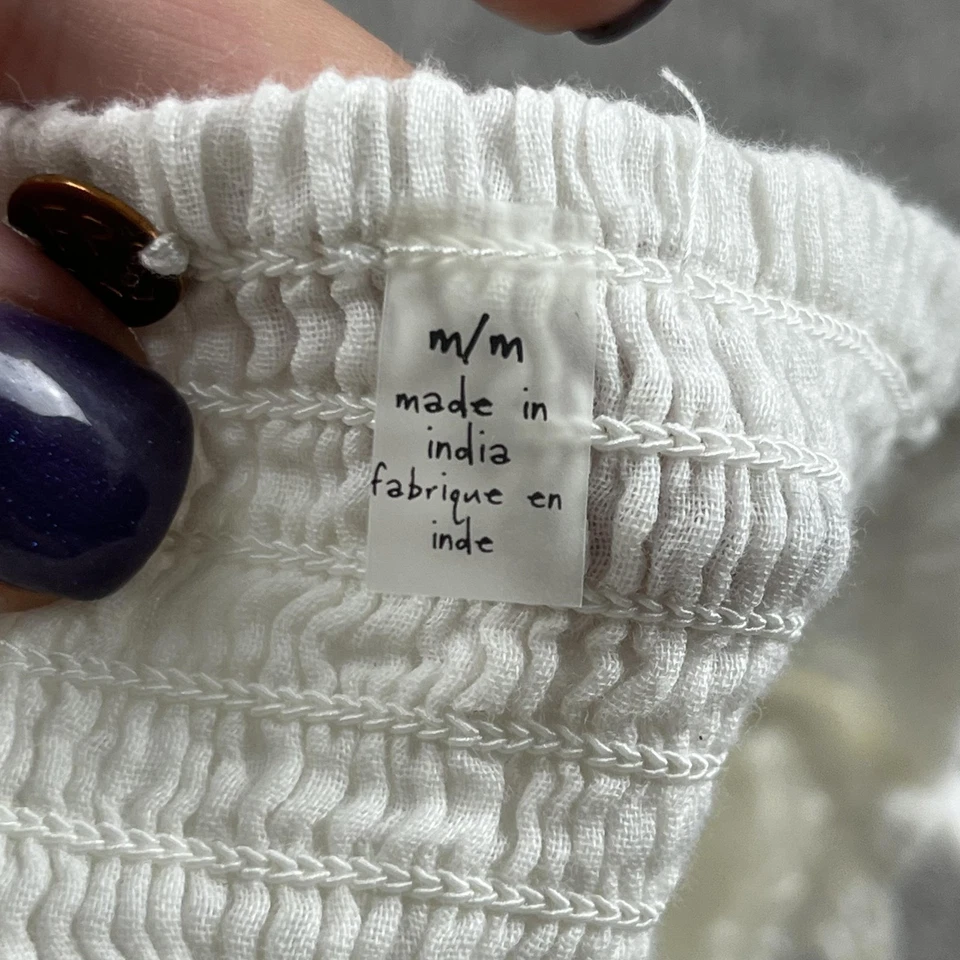 m/m
made in
india
fabrique en
inde